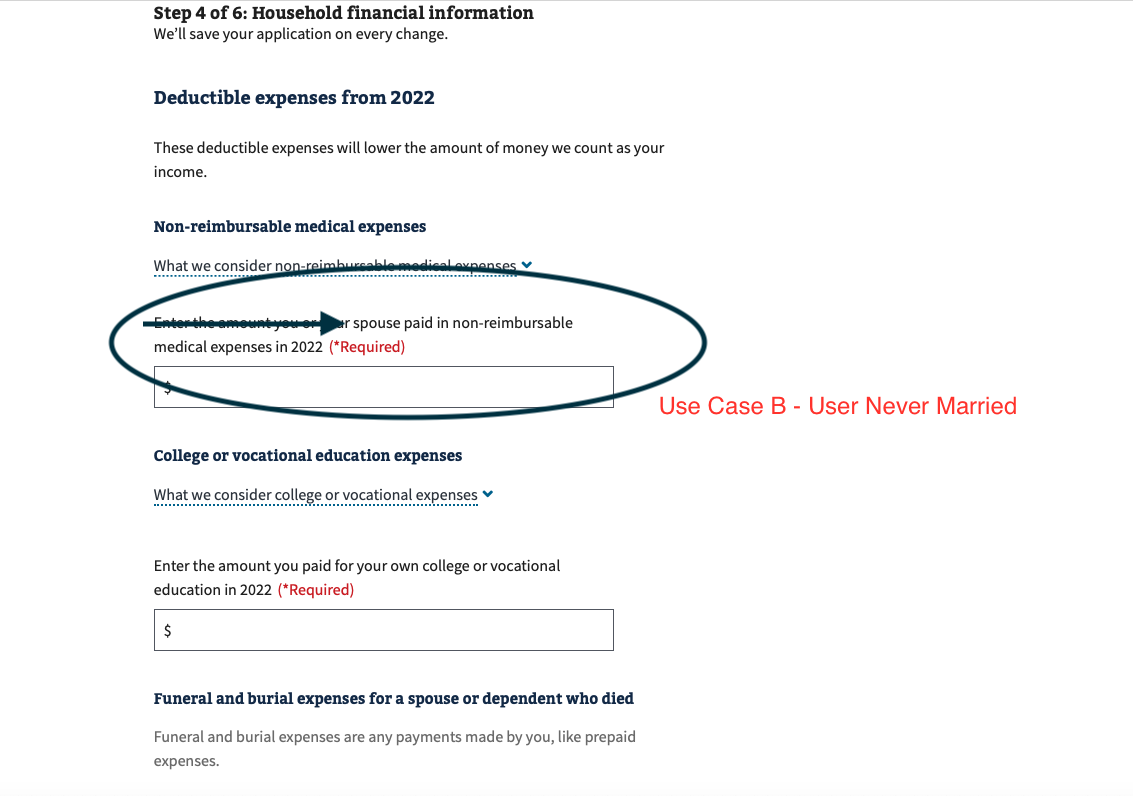 Step 4 of 6: Household financial information
We’ll save your application on every change.
Deductible expenses from 2022
These deductible expenses will lower the amount of money we count as your
income.
Non-reimbursable medical expenses
What we consider non-reimbursable medical expenses
Enter the amount you or your spouse paid in non-reimbursable
medical expenses in 2022 (*Required)
$
Use Case B - User Never Married
College or vocational education expenses
What we consider college or vocational expenses
Enter the amount you paid for your own college or vocational
education in 2022 (*Required)
$
Funeral and burial expenses for a spouse or dependent who died
Funeral and burial expenses are any payments made by you, like prepaid
expenses.